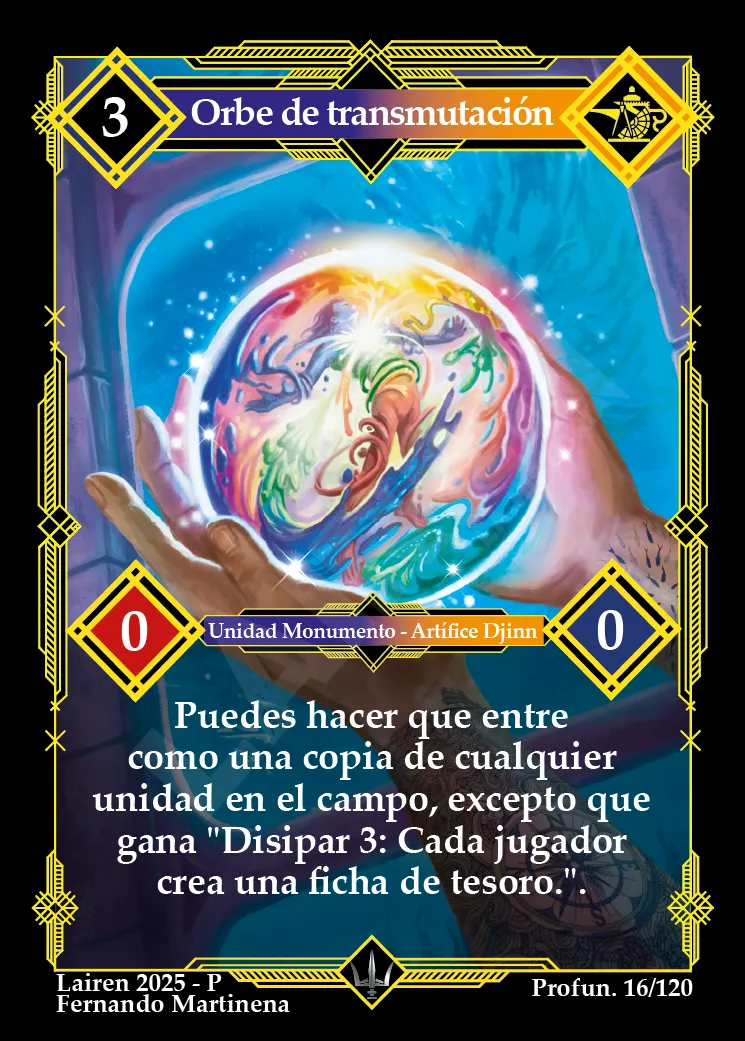 3
Orbe de transmutación
0
Unidad Monumento - Artífice Djinn
0
Puedes hacer que entre
como una copia de cualquier
unidad en el campo, excepto que
gana "Disipar 3: Cada jugador
crea una ficha de tesoro.".
Lairen 2025 - P
Fernando Martinena
Profun. 16/120